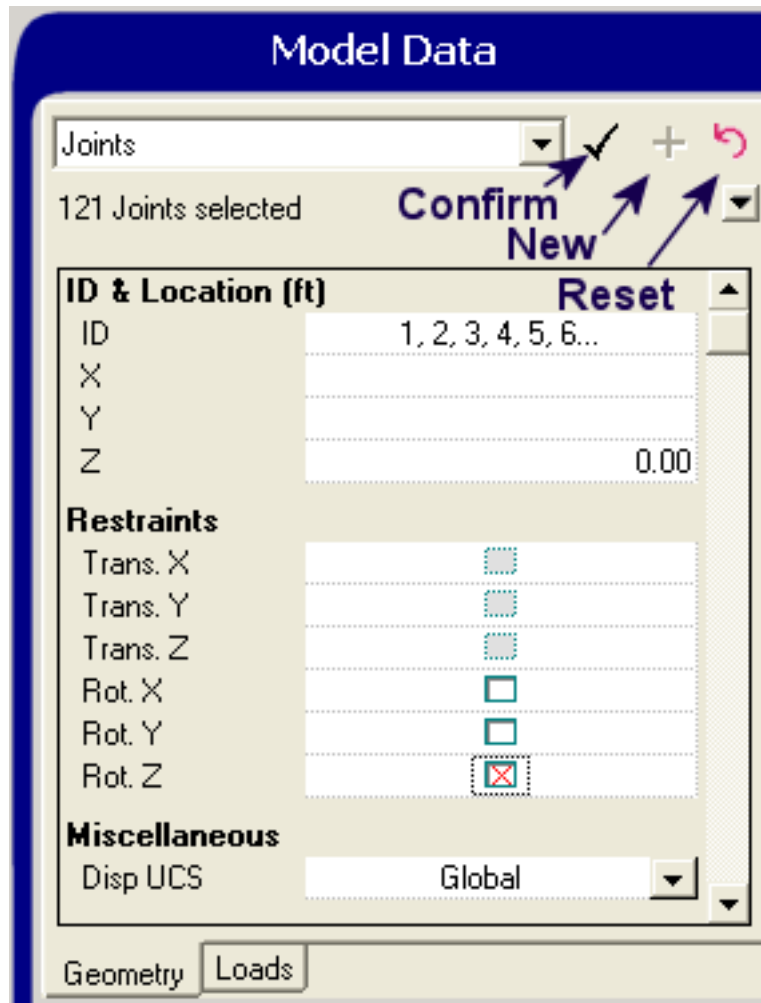 Model Data
Joints
121 Joints selected
Confirm
New
Reset
ID & Location (ft)
ID 1, 2, 3, 4, 5, 6...
X
Y
Z 0.00
Restraints
Trans. X
Trans. Y
Trans. Z
Rot. X
Rot. Y
Rot. Z
Miscellaneous
Disp UCS Global
Geometry Loads